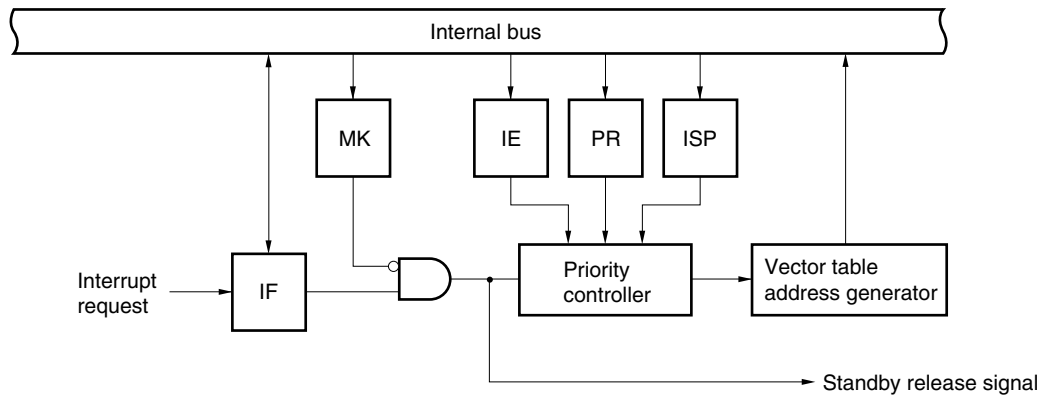 Internal bus
MK
IE
PR
ISP
Interrupt
request
IF
Priority
controller
Vector table
address generator
Standby release signal